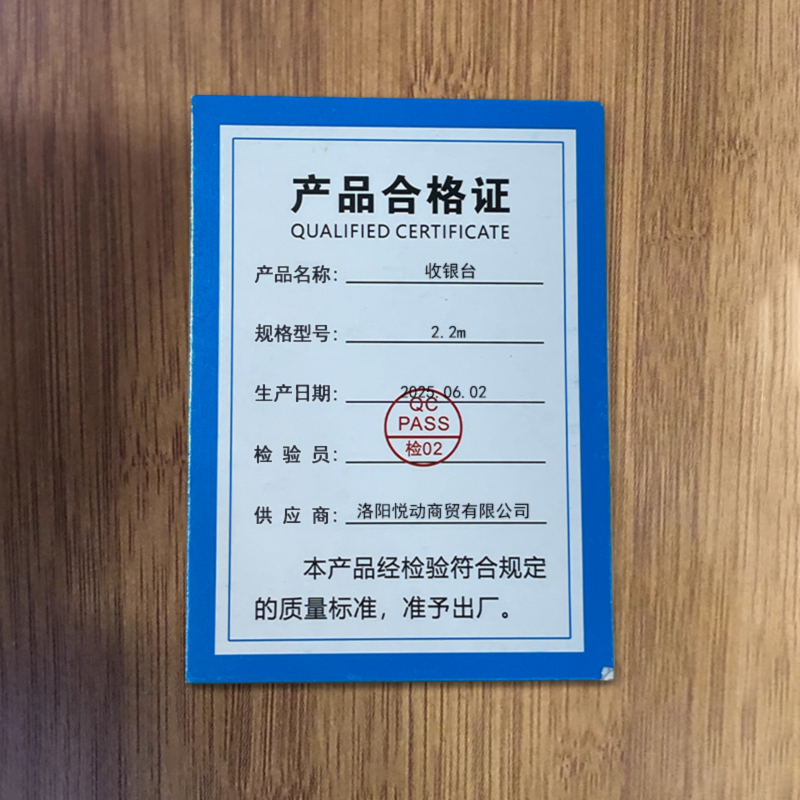 产品合格证
QUALIFIED CERTIFICATE
产品名称：收银台
规格型号：2.2m
生产日期：2025.06.02
QC
PASS
检02
检 验 员：
供 应 商：洛阳悦动商贸有限公司
本产品经检验符合规定
的质量标准，准予出厂。